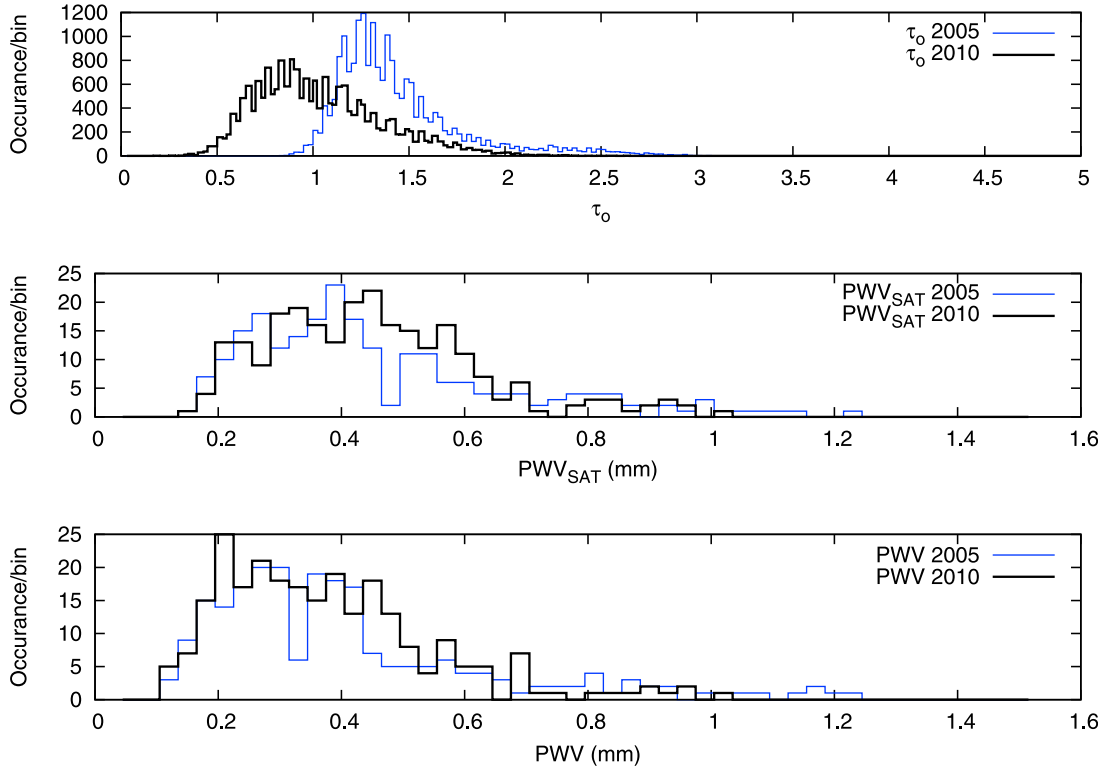 1200
1000
800
600
400
200
0
Occurance/bin
τo 2005
τo 2010
0 0.5 1 1.5 2 2.5 3 3.5 4 4.5 5
τo
25
20
15
10
5
0
Occurance/bin
PWVSAT 2005
PWVSAT 2010
0 0.2 0.4 0.6 0.8 1 1.2 1.4 1.6
PWVSAT (mm)
25
20
15
10
5
0
Occurance/bin
PWV 2005
PWV 2010
0 0.2 0.4 0.6 0.8 1 1.2 1.4 1.6
PWV (mm)